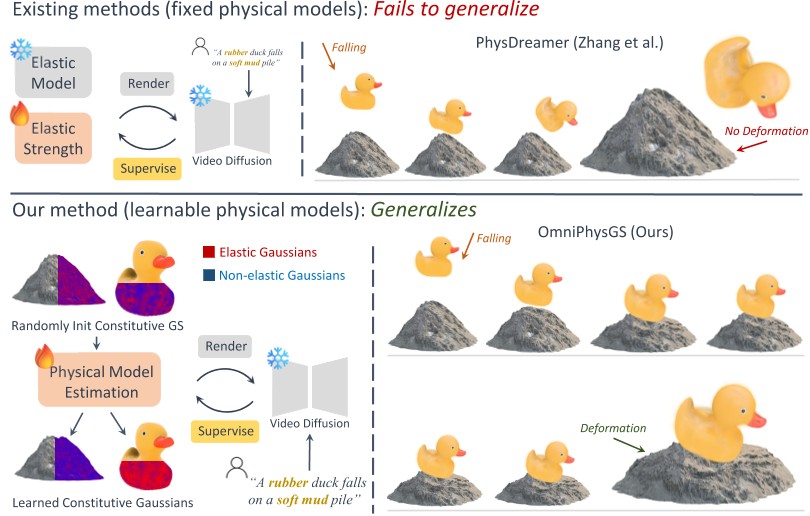 Existing methods (fixed physical models): Fails to generalize
Elastic
Model
Elastic
Strength
Render
Supervise
"A rubber duck falls
on a soft mud pile"
Video Diffusion
Falling
PhysDreamer (Zhang et al.)
No Deformation
Our method (learnable physical models): Generalizes
Elastic Gaussians
Non-elastic Gaussians
Randomly Init Constitutive GS
Physical Model
Estimation
Learned Constitutive Gaussians
Render
Supervise
Video Diffusion
"A rubber duck falls
on a soft mud pile"
OmniPhysGS (Ours)
Falling
Deformation